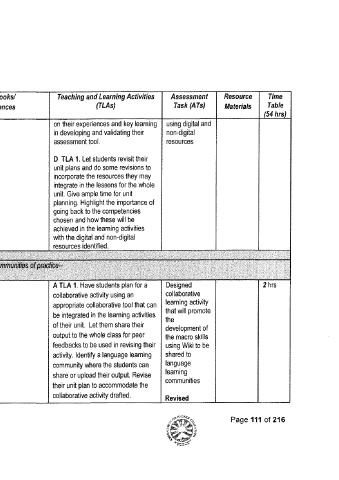 ooks/
ences
Teaching and Learning Activities
(TLAs)
Assessment
Task (ATs)
Resource
Materials
Time
Table
(54 hrs)
on their experiences and key learning
in developing and validating their
assessment tool.
D TLA 1. Let students revisit their
unit plans and do some revisions to
incorporate the resources they may
integrate in the lessons for the whole
unit. Give ample time for unit
planning. Highlight the importance of
going back to the competencies
chosen and how these will be
achieved in the learning activities
with the digital and non-digital
resources identified.
using digital and
non-digital
resources
mmunities of practice--
A TLA 1. Have students plan for a
collaborative activity using an
appropriate collaborative tool that can
be integrated in the learning activities
of their unit. Let them share their
output to the whole class for peer
feedbacks to be used in revising their
activity. Identify a language learning
community where the students can
share or upload their output. Revise
their unit plan to accommodate the
collaborative activity drafted.
Designed
collaborative
learning activity
that will promote
the
development of
the macro skills
using Wiki to be
shared to
language
learning
communities
Revised
2 hrs
Page 111 of 216